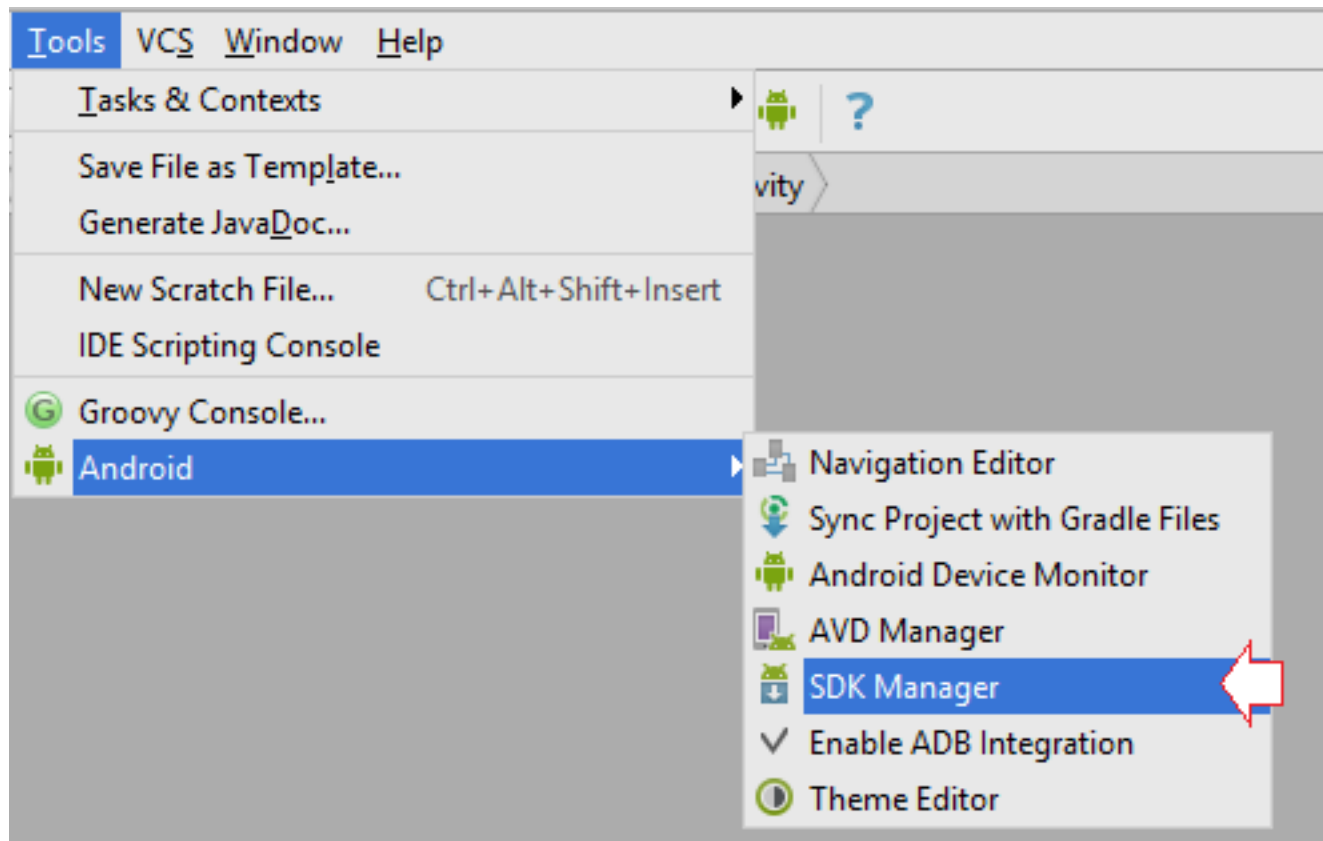 Tools VCS Window Help
Tasks & Contexts
?
vity
Save File as Template...
Generate JavaDoc...
New Scratch File... Ctrl+Alt+Shift+Insert
IDE Scripting Console
G Groovy Console...
Android
Navigation Editor
Sync Project with Gradle Files
Android Device Monitor
AVD Manager
SDK Manager
Enable ADB Integration
Theme Editor